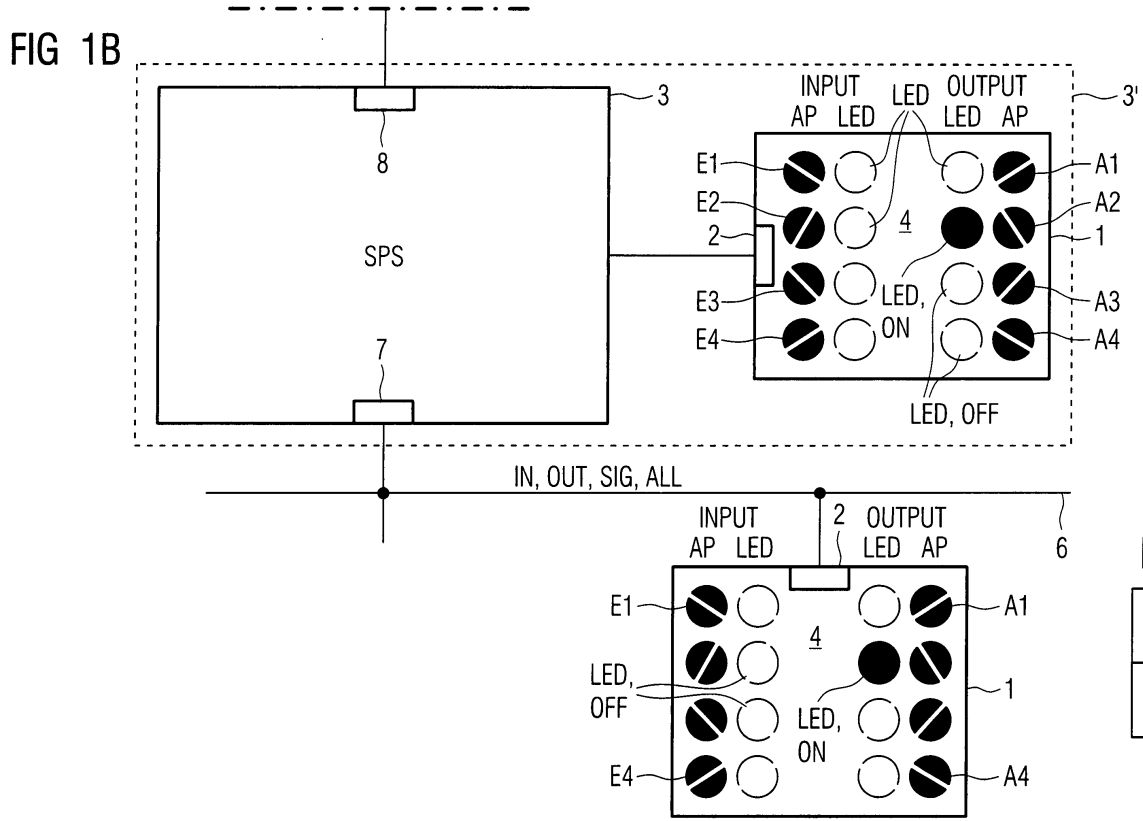 FIG 1B
3
3'
8
SPS
7
INPUT
OUTPUT
LED
AP LED
LED AP
E1
A1
E2
A2
2
4
1
E3
LED,
ON
A3
E4
A4
LED, OFF
IN, OUT, SIG, ALL
6
INPUT
2
OUTPUT
AP LED
LED AP
E1
A1
4
LED,
OFF
1
LED,
ON
E4
A4